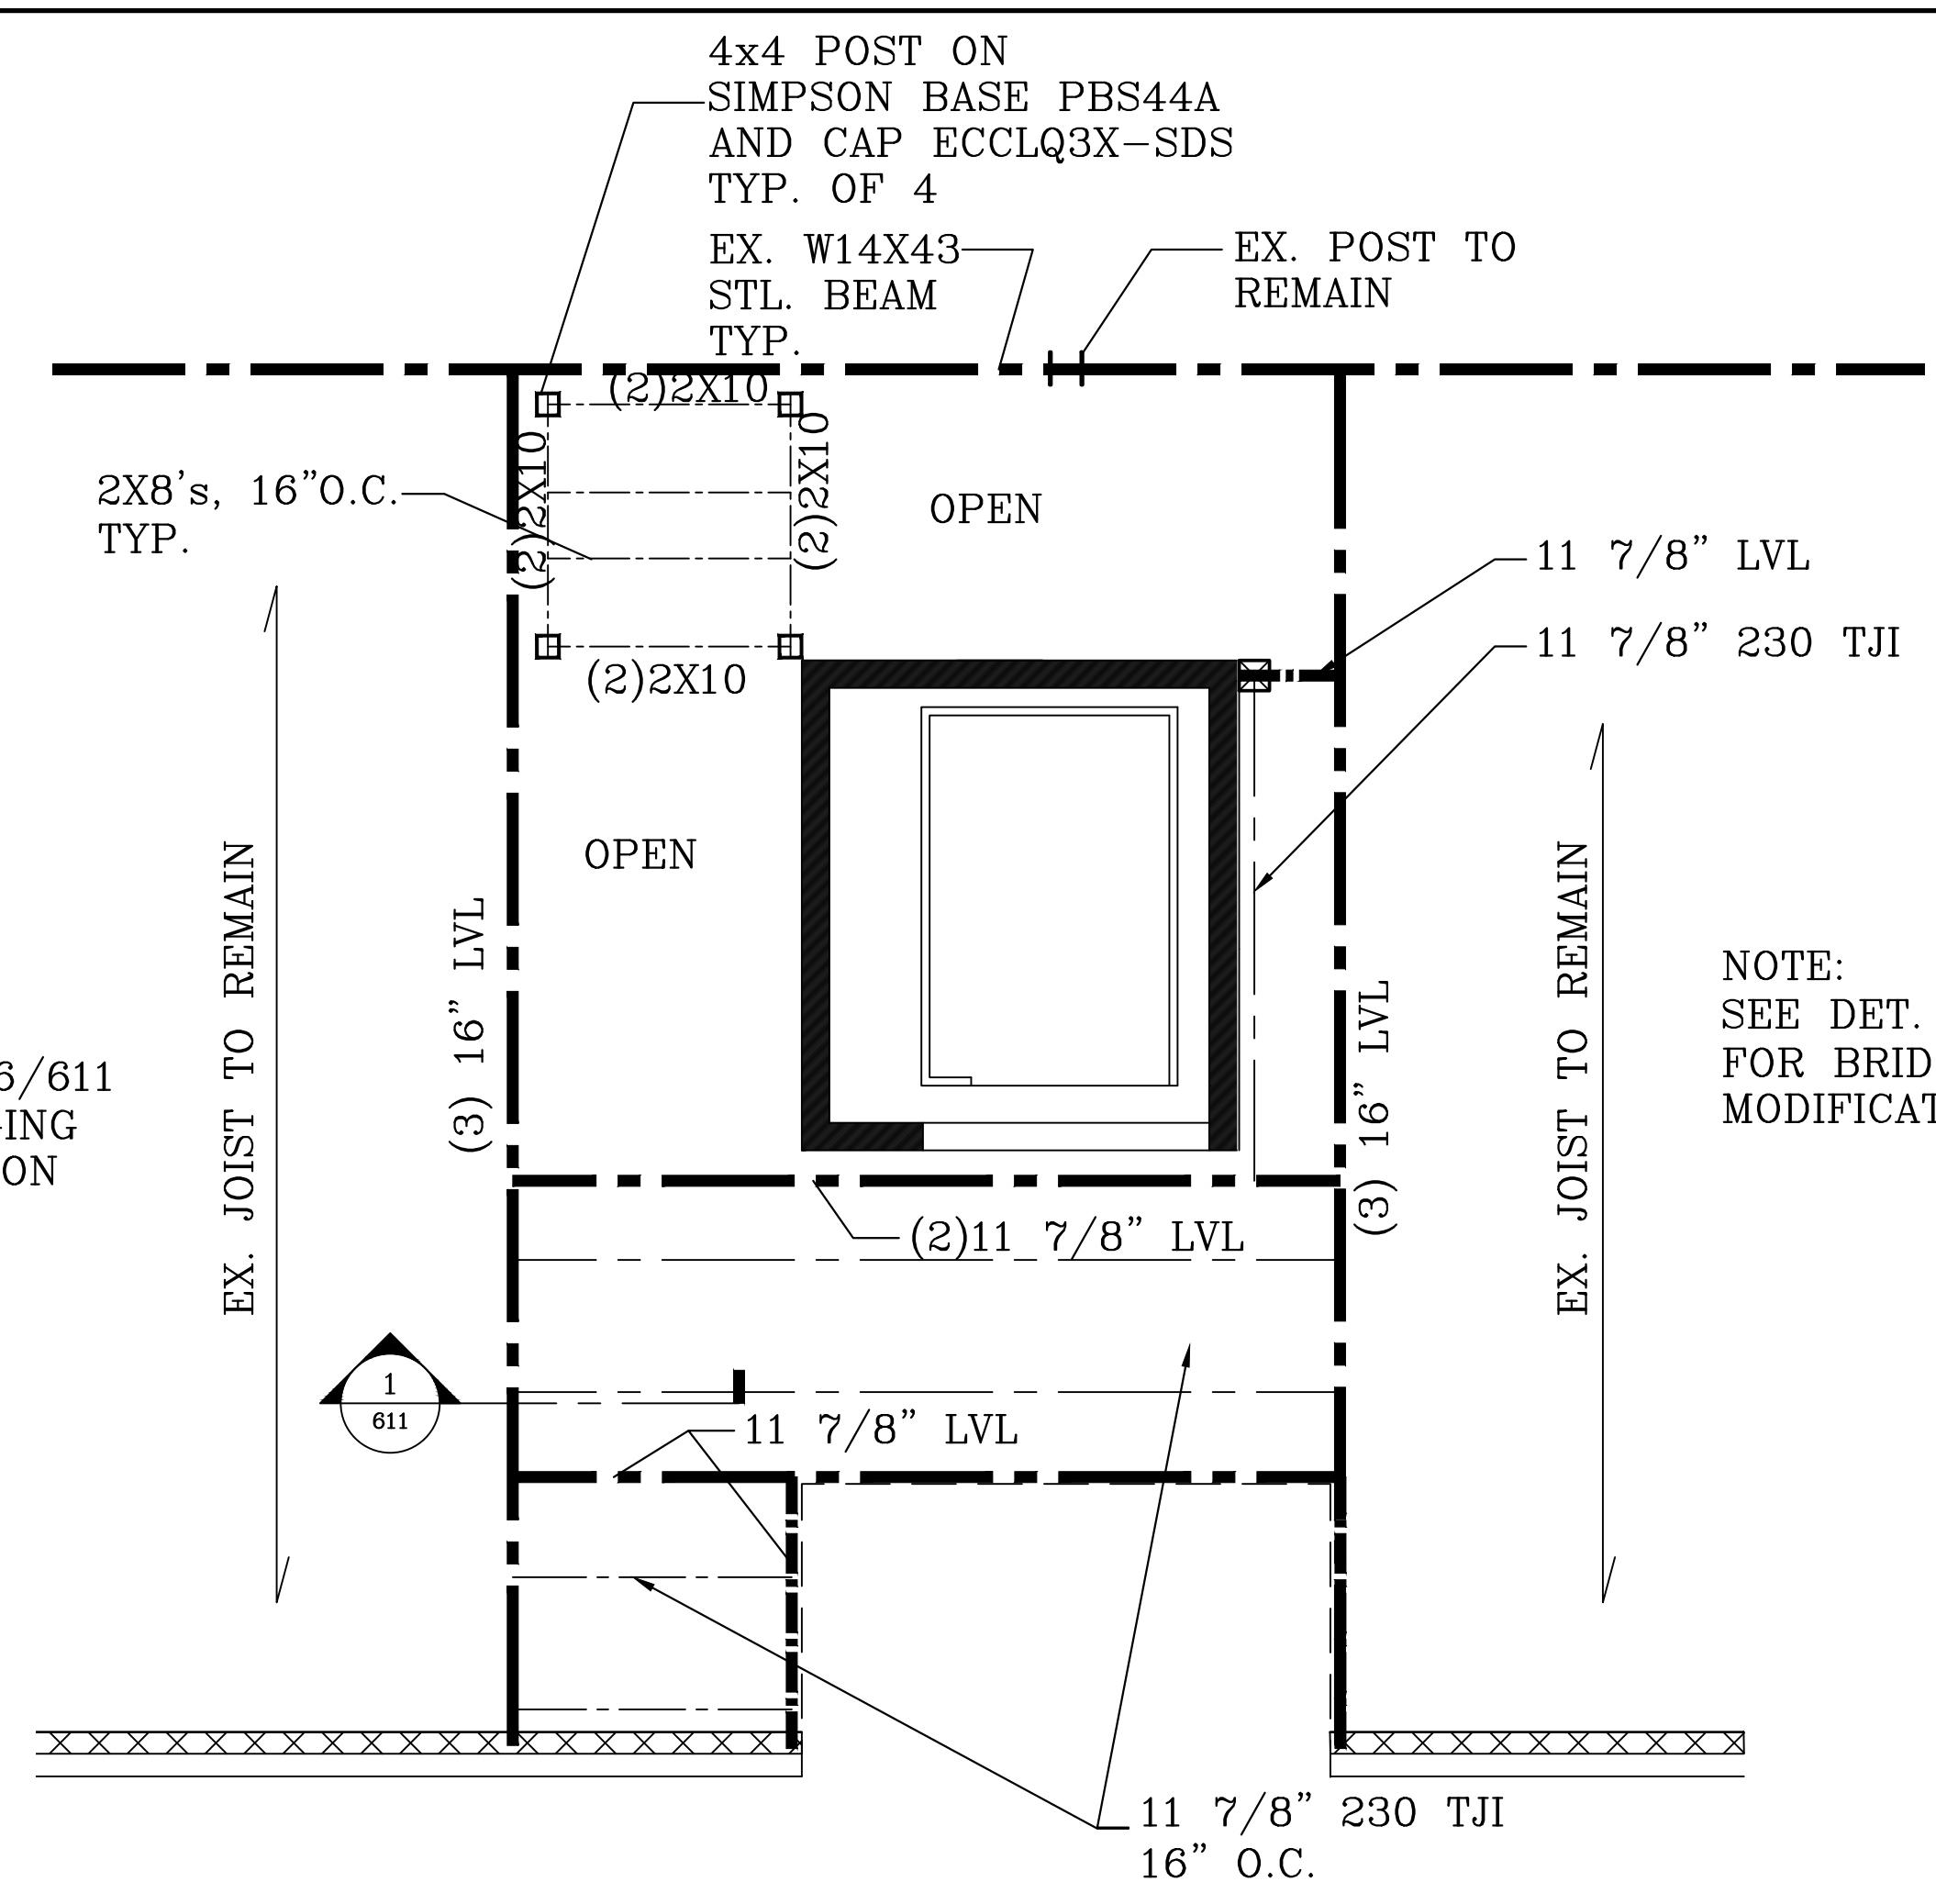 4x4 POST ON
SIMPSON BASE PBS44A
AND CAP ECCLQ3X-SDS
TYP. OF 4
EX. W14X43
STL. BEAM
TYP.
EX. POST TO
REMAIN
(2)2X10
(2)2X10
(2)2X10
2X8's, 16"O.C.
TYP.
OPEN
11 7/8" LVL
11 7/8" 230 TJI
(2)2X10
OPEN
EX. JOIST TO REMAIN
(3) 16" LVL
(3) 16" LVL
EX. JOIST TO REMAIN
NOTE:
SEE DET.
FOR BRID
MODIFICAT
6/611
GING
ON
(2)11 7/8" LVL
1
611
11 7/8" LVL
11 7/8" 230 TJI
16" O.C.